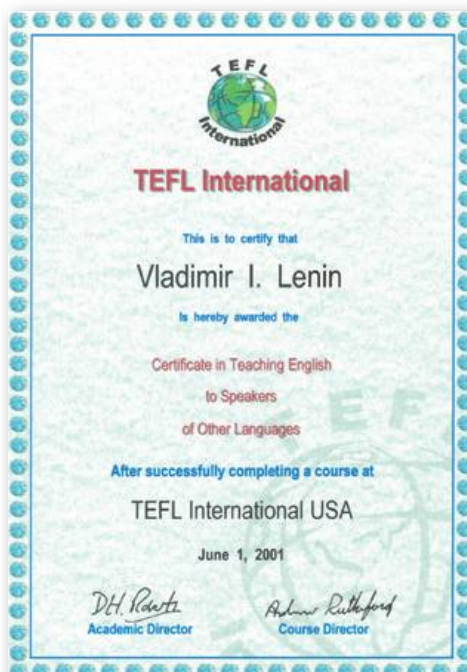 TEFL
International
TEFL International
This is to certify that
Vladimir I. Lenin
Is hereby awarded the
Certificate in Teaching English
to Speakers
of Other Languages
After successfully completing a course at
TEFL International USA
June 1, 2001
Academic Director
Course Director